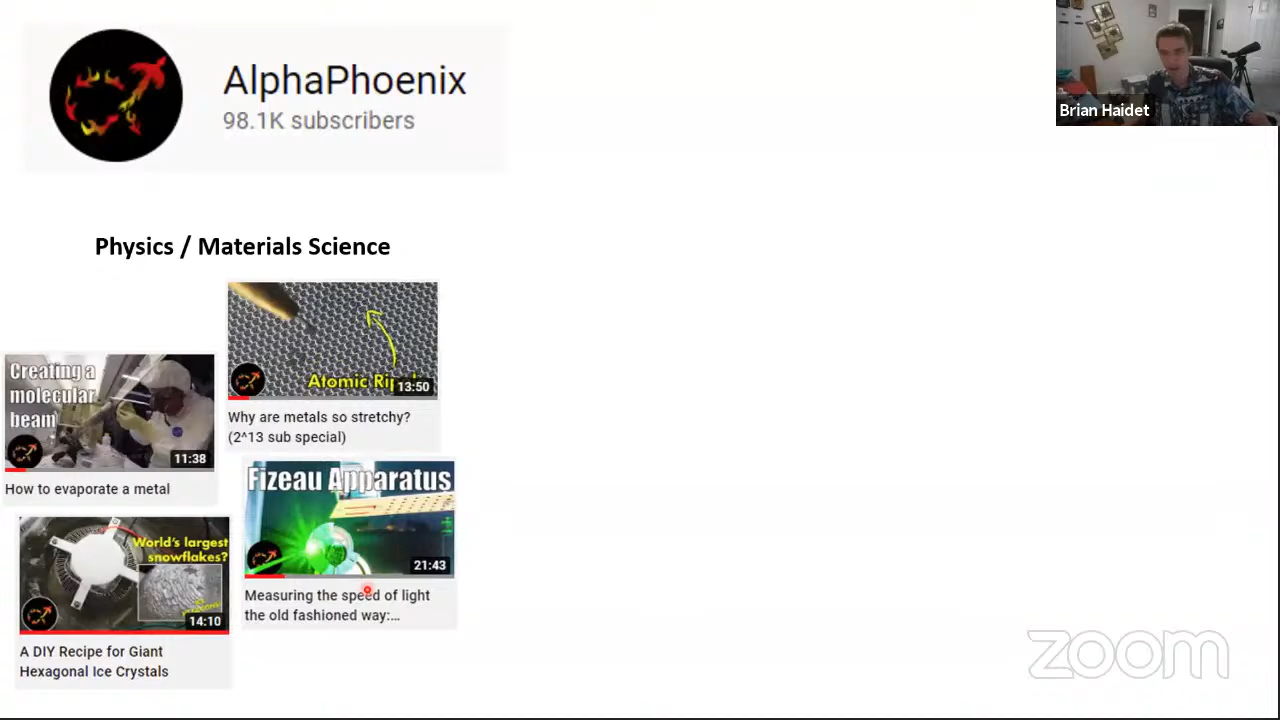 AlphaPhoenix
98.1K subscribers
Brian Haidet
Physics / Materials Science
Atomic
13:50
Why are metals so stretchy?
(2^13 sub special)
Creating a
molecular
beam
11:38
How to evaporate a metal
Fizeau Apparatus
21:43
Measuring the speed of light
the old fashioned way:...
World's largest
snowflakes?
14:10
A DIY Recipe for Giant
Hexagonal Ice Crystals
zoom